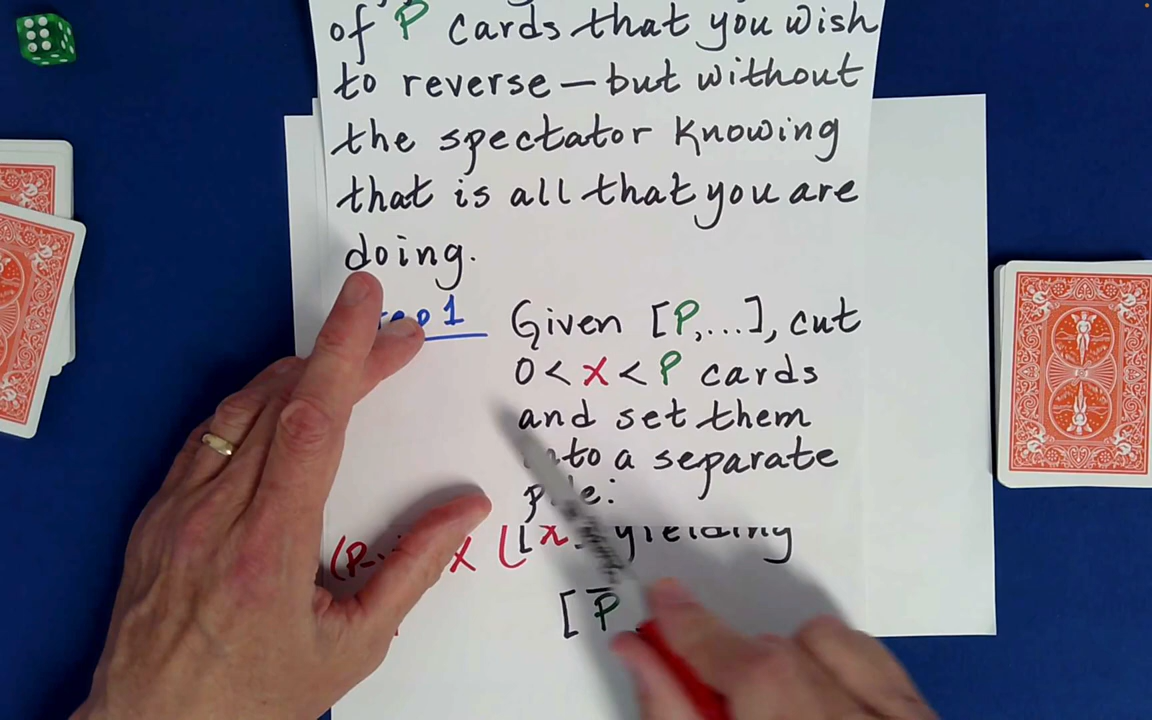 of P cards that you wish
to reverse — but without
the spectator knowing
that is all that you are
doing.
Given [P,...], cut
0 < x < P cards
and set them
to a separate
yielding
[P